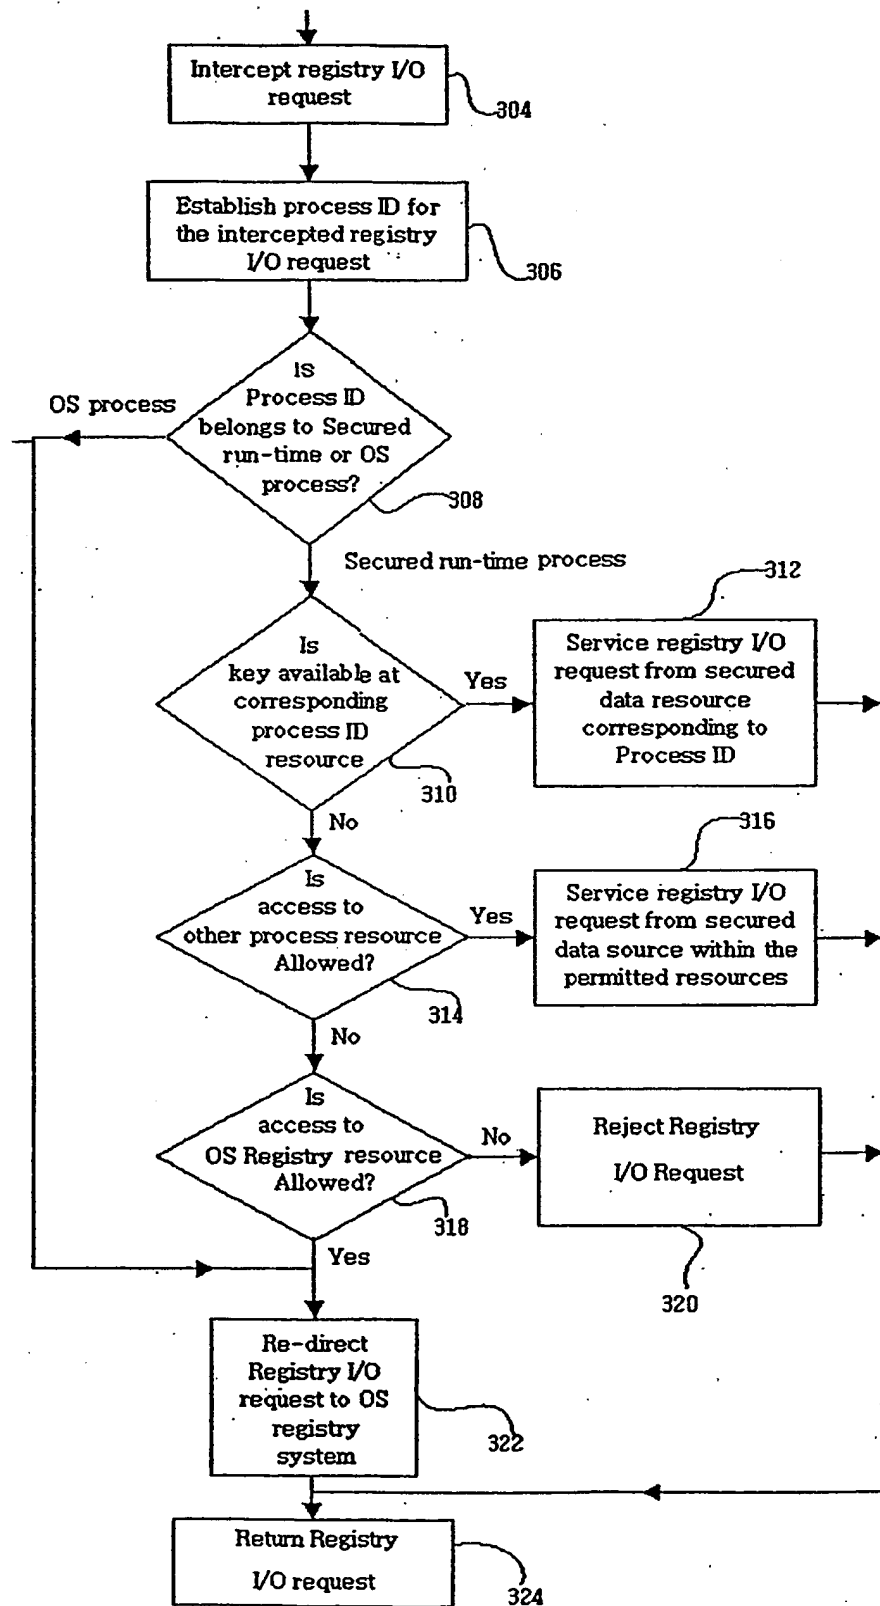 Intercept registry I/O
request
304
Establish process ID for
the intercepted registry
I/O request
306
Is
Process ID
belongs to Secured
run-time or OS
process?
308
OS process
Secured run-time process
Is
key available at
corresponding
process ID
resource
310
Yes
Service registry I/O
request from secured
data resource
corresponding to
Process ID
312
No
Is
access to
other process resource
Allowed?
314
Yes
Service registry I/O
request from secured
data source within the
permitted resources
316
No
Is
access to
OS Registry resource
Allowed?
318
No
Reject Registry
I/O Request
320
Yes
Re-direct
Registry I/O
request to OS
registry
system
322
Return Registry
I/O request
324